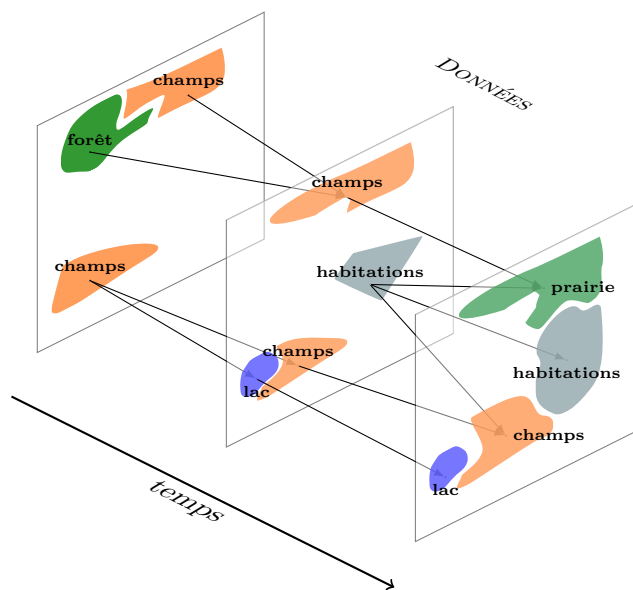 DONNÉES
champs
forêt
champs
champs
habitations
champs
lac
prairie
habitations
champs
lac
temps